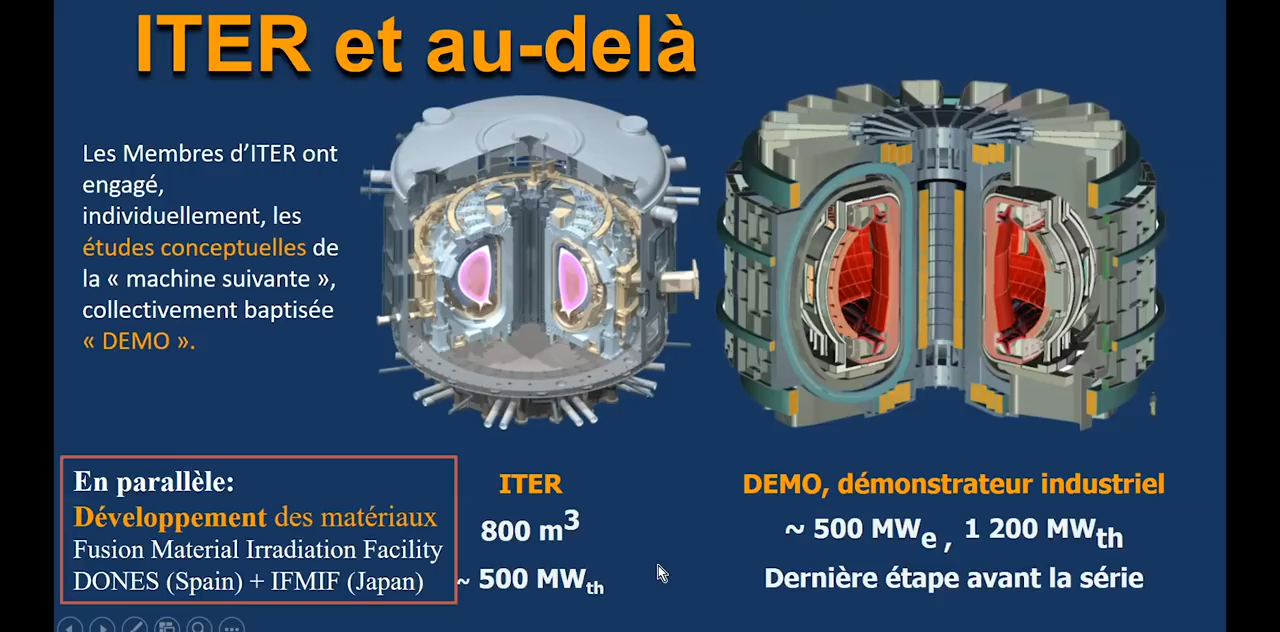 ITER et au-delà
Les Membres d’ITER ont
engagé,
individuellement, les
études conceptuelles de
la « machine suivante »,
collectivement baptisée
« DEMO ».
En parallèle:
Développement des matériaux
Fusion Material Irradiation Facility
DONES (Spain) + IFMIF (Japan)
ITER
800 m³
~ 500 MWth
DEMO, démonstrateur industriel
~ 500 MWe , 1 200 MWth
Dernière étape avant la série